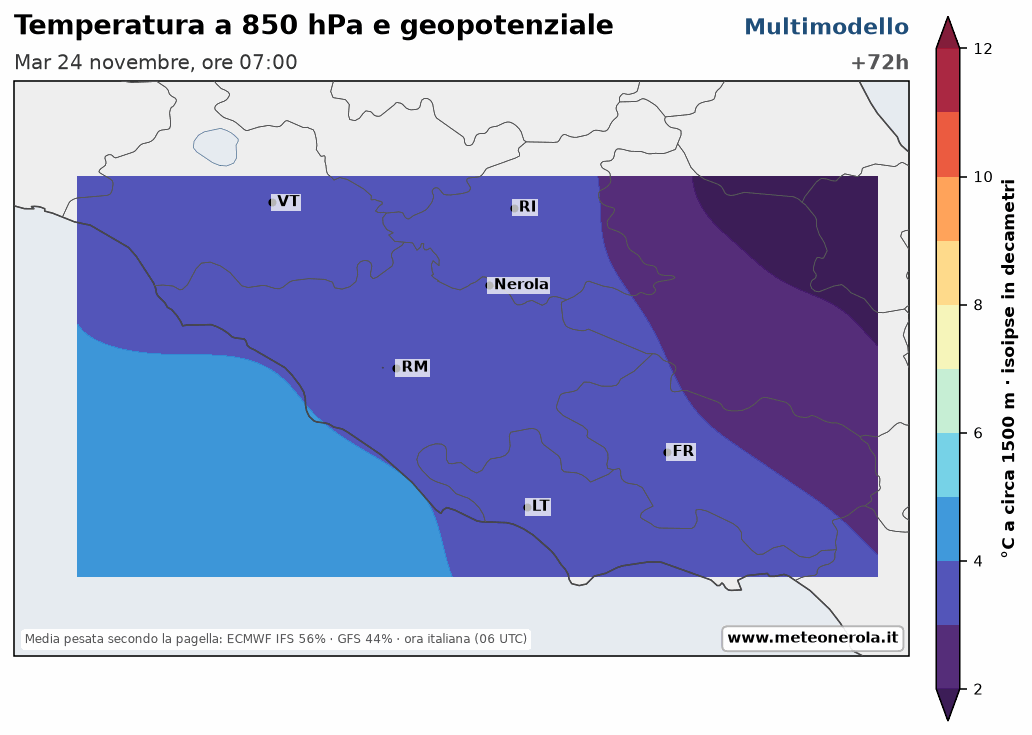 Temperatura a 850 hPa e geopotenziale
Multimodello
Mar 24 novembre, ore 07:00
+72h
VT
RI
Nerola
RM
FR
LT
Media pesata secondo la pagella: ECMWF IFS 56% · GFS 44% · ora italiana (06 UTC)
www.meteonerola.it
12
10
8
6
4
2
°C a circa 1500 m · isoipse in decametri